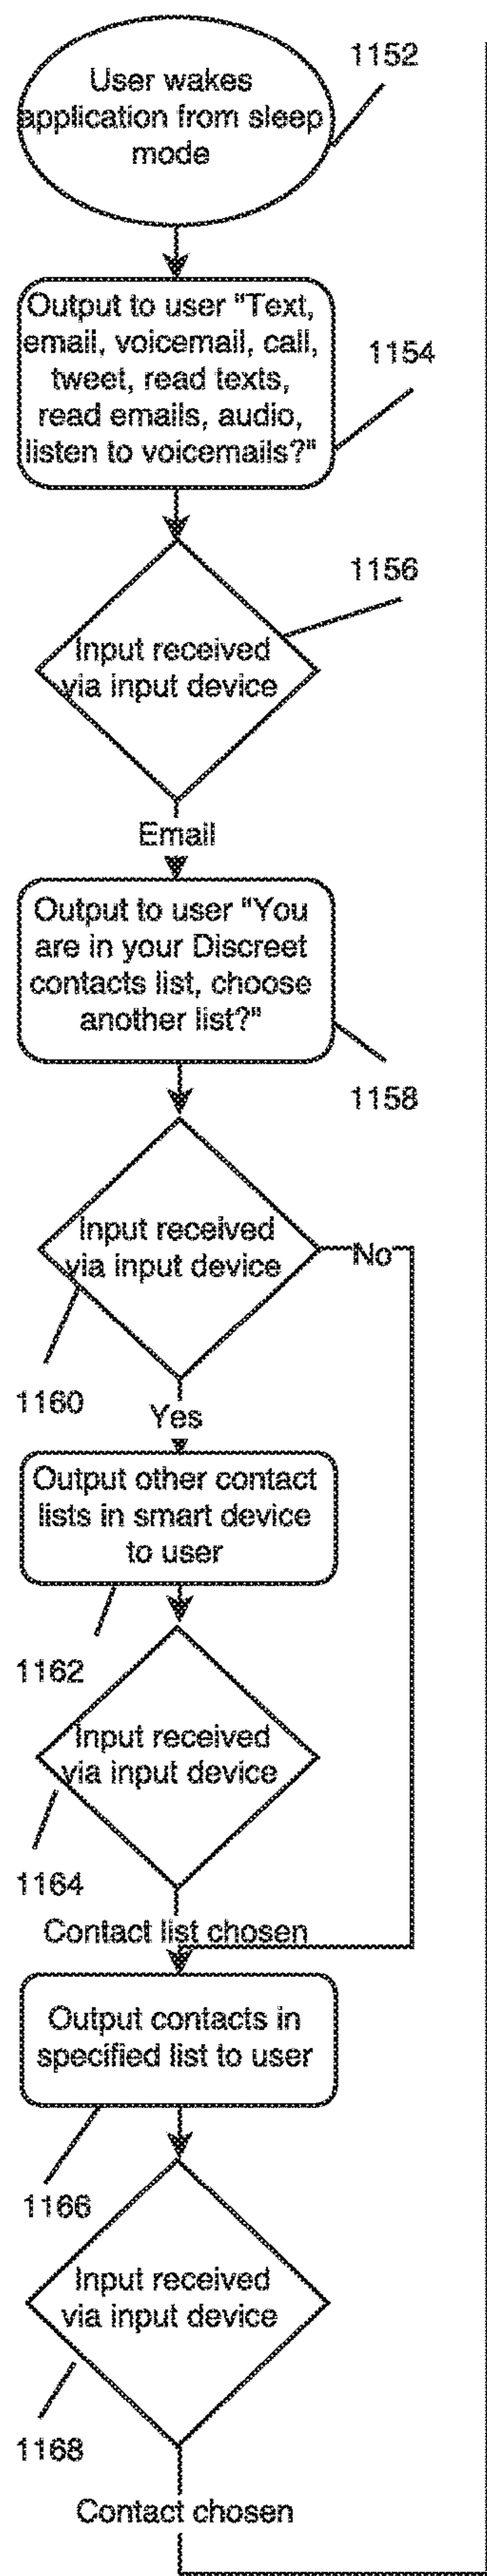 1152
User wakes
application from sleep
mode
Output to user "Text,
email, voicemail, call,
tweet, read texts,
read emails, audio,
listen to voicemails?"
1154
1156
Input received
via input device
Email
Output to user "You
are in your Discreet
contacts list, choose
another list?"
1158
Input received
via input device
No
1160
Yes
Output other contact
lists in smart device
to user
1162
Input received
via input device
1164
Contact list chosen
Output contacts in
specified list to user
1166
Input received
via input device
1168
Contact chosen